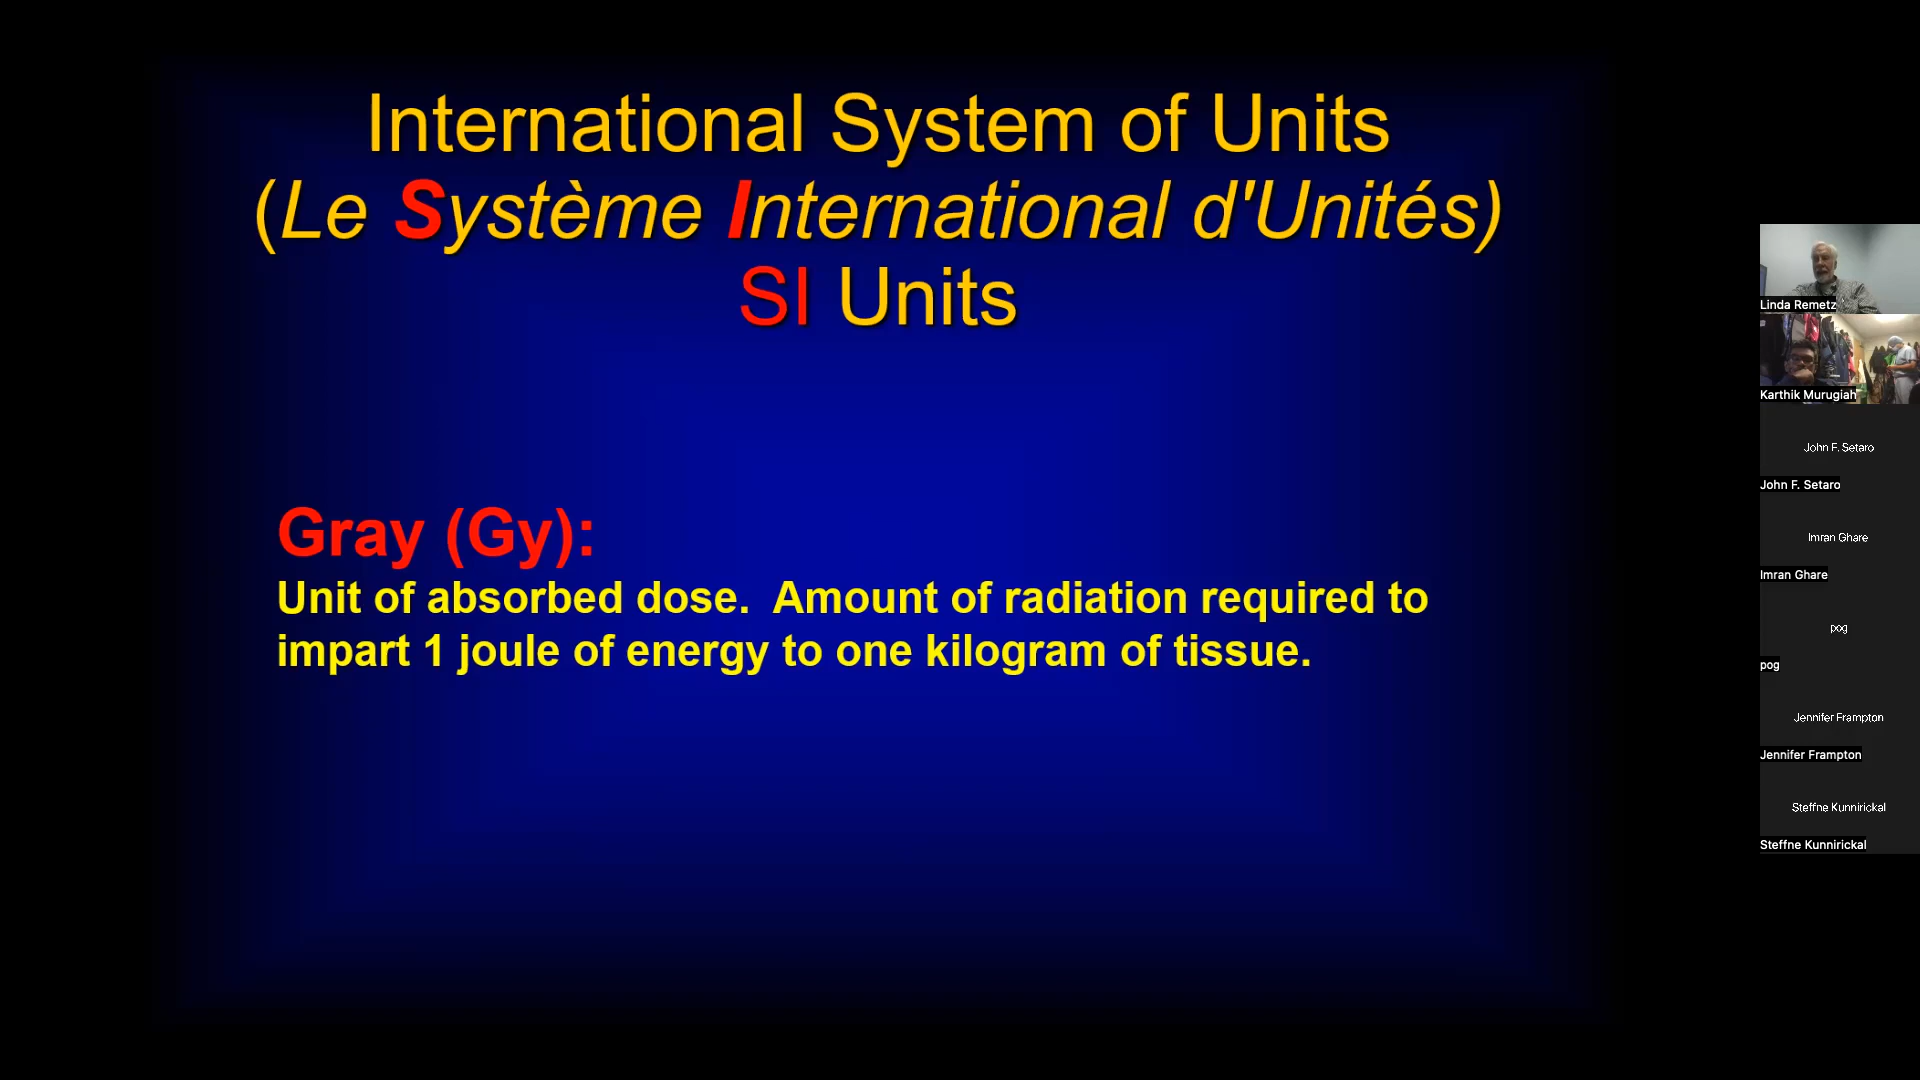 International System of Units
(Le Système International d'Unités)
SI Units
Gray (Gy):
Unit of absorbed dose.  Amount of radiation required to
impart 1 joule of energy to one kilogram of tissue.
Linda Remetz
Karthik Murugiah
John F. Setaro
John F. Setaro
Imran Ghare
Imran Ghare
pog
pog
Jennifer Frampton
Jennifer Frampton
Steffne Kunnirickal
Steffne Kunnirickal